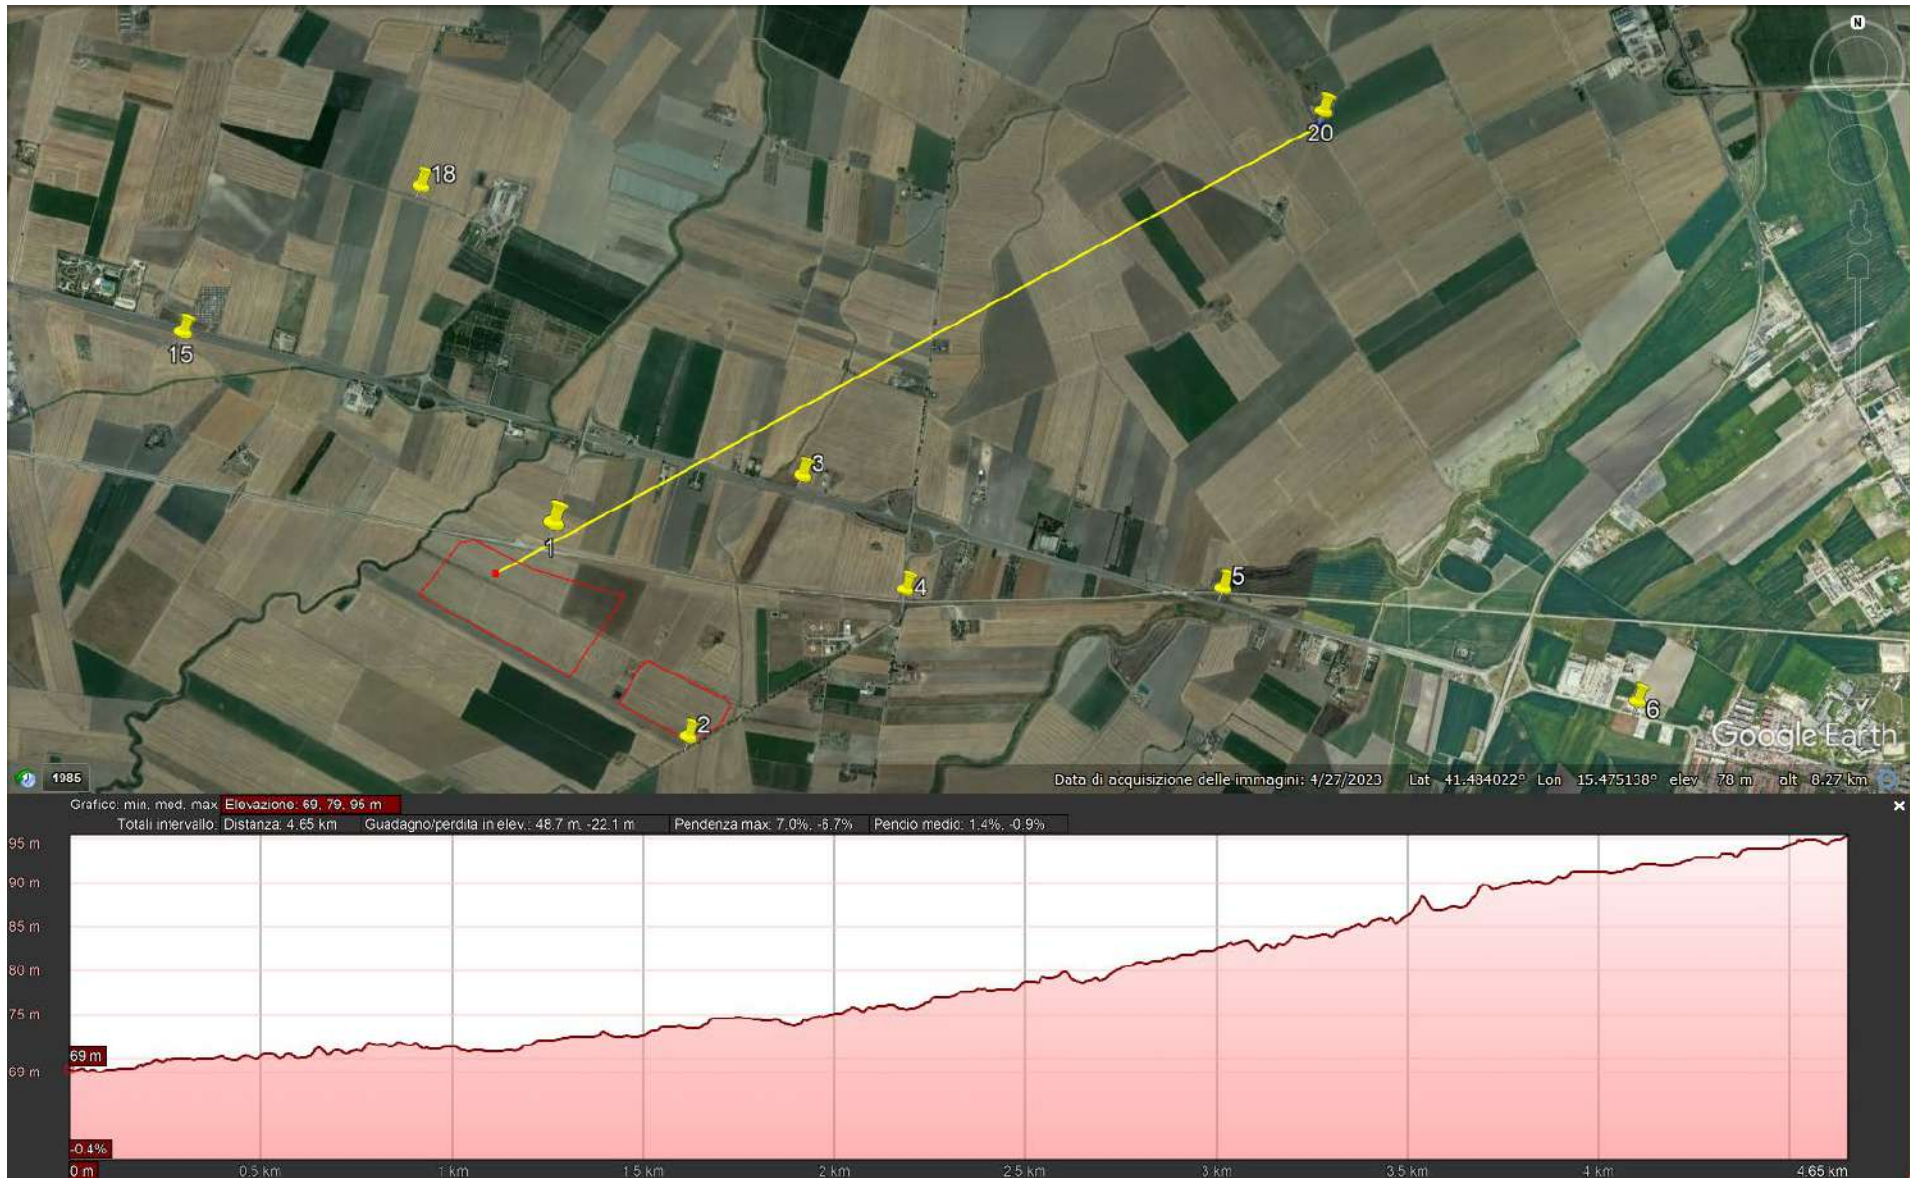 N
20
18
15
3
1
4
5
2
6
Google Earth
1985
Data di acquisizione delle immagini: 4/27/2023 Lat 41.434022° Lon 15.475138° elev 78 m alt 8.27 km
Grafico: min, med, max Elevazione: 69, 79, 95 m
Totali intervallo: Distanza: 4.65 km Guadagno/perdita in elev.: 48.7 m, -22.1 m Pendenza max: 7.0%, -6.7% Pendio medio: 1.4%, -0.9%
95 m
90 m
85 m
80 m
75 m
69 m
69 m
-0.4%
0 m 0.5 km 1 km 1.5 km 2 km 2.5 km 3 km 3.5 km 4 km 4.65 km